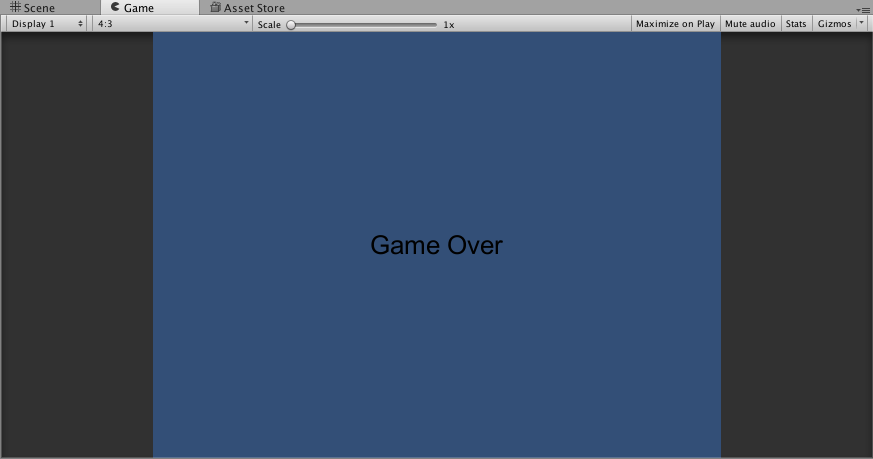 Scene Game Asset Store
Display 1 4:3 Scale 1x Maximize on Play Mute audio Stats Gizmos
Game Over